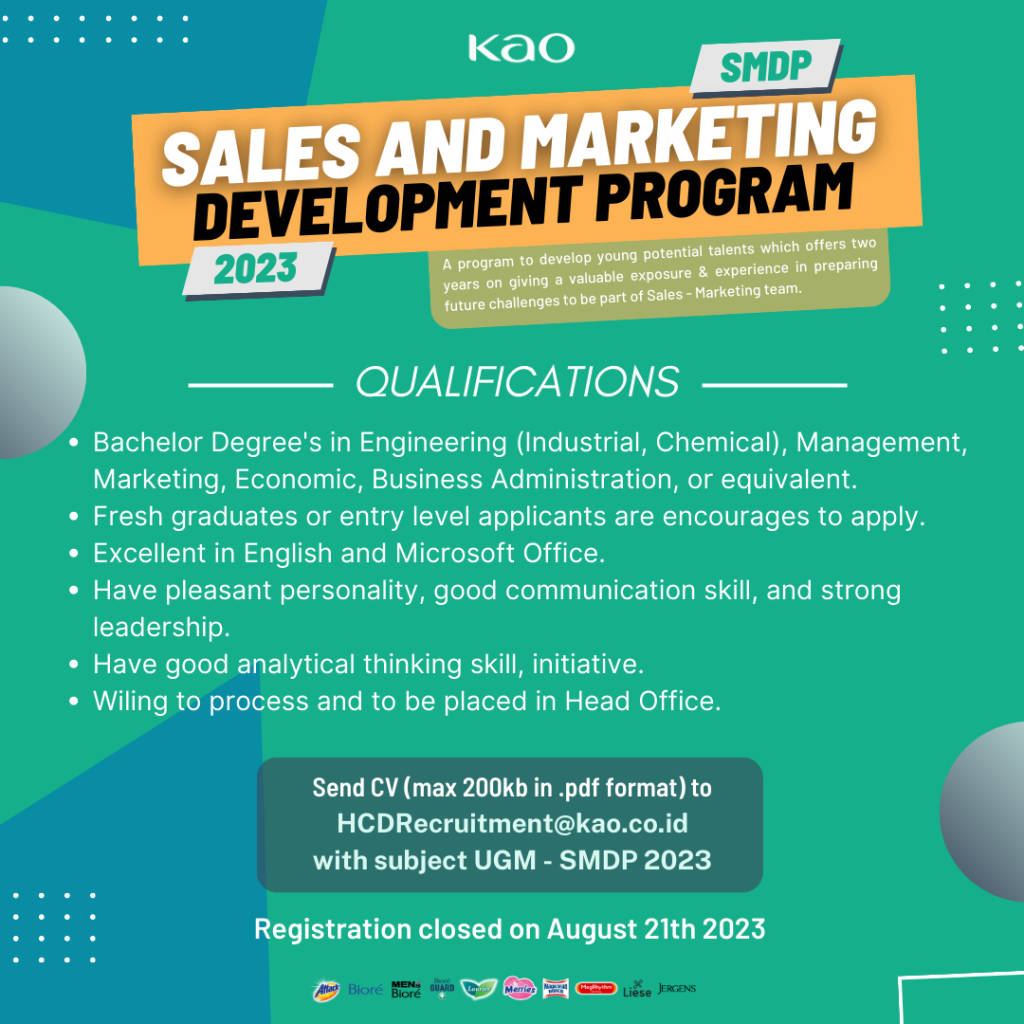 Kao
SMDP
SALES AND MARKETING
DEVELOPMENT PROGRAM
2023
A program to develop young potential talents which offers two
years on giving a valuable exposure & experience in preparing
future challenges to be part of Sales - Marketing team.
QUALIFICATIONS
• Bachelor Degree's in Engineering (Industrial, Chemical), Management,
Marketing, Economic, Business Administration, or equivalent.
• Fresh graduates or entry level applicants are encourages to apply.
• Excellent in English and Microsoft Office.
• Have pleasant personality, good communication skill, and strong
leadership.
• Have good analytical thinking skill, initiative.
• Wiling to process and to be placed in Head Office.
Send CV (max 200kb in .pdf format) to
HCDRecruitment@kao.co.id
with subject UGM - SMDP 2023
Registration closed on August 21th 2023
Attack Bioré MEN's Bioré Bioré GUARD Laurier Merries MegRhythm Liese JERGENS